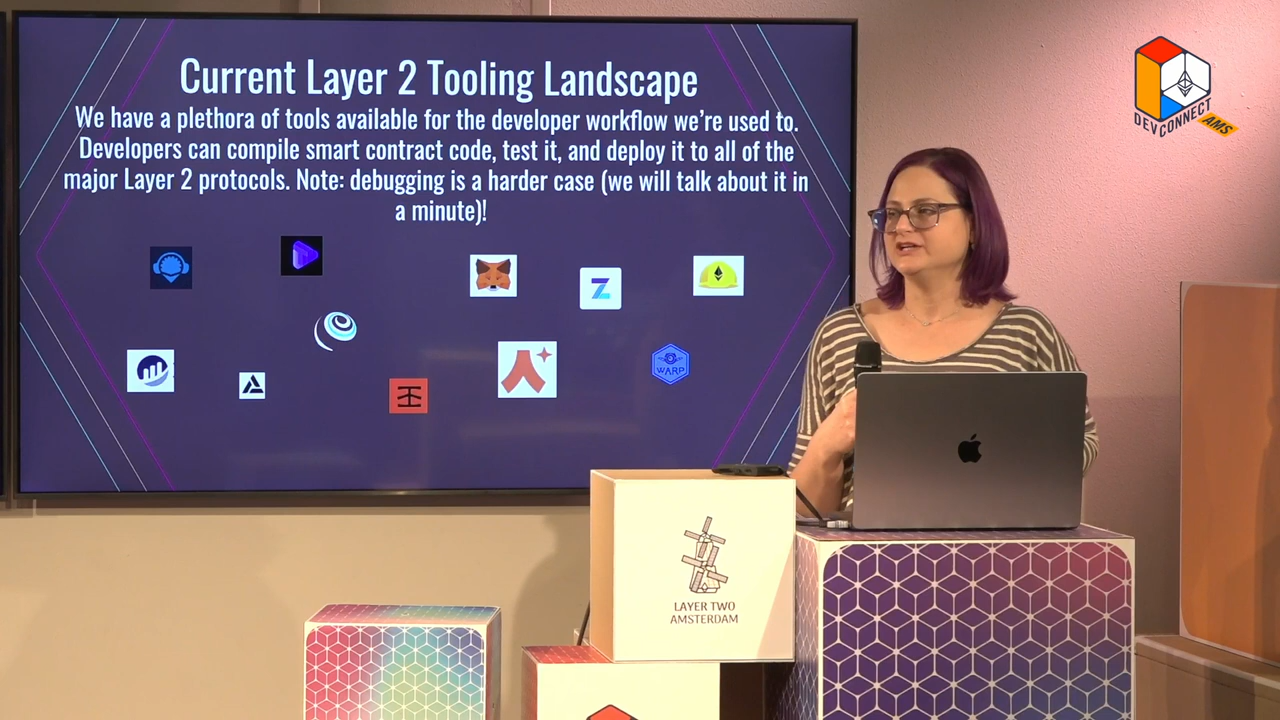 Current Layer 2 Tooling Landscape
We have a plethora of tools available for the developer workflow we're used to.
Developers can compile smart contract code, test it, and deploy it to all of the
major Layer 2 protocols. Note: debugging is a harder case (we will talk about it in
a minute)!
WARP
DEVCONNECT
AMS
LAYER TWO
AMSTERDAM